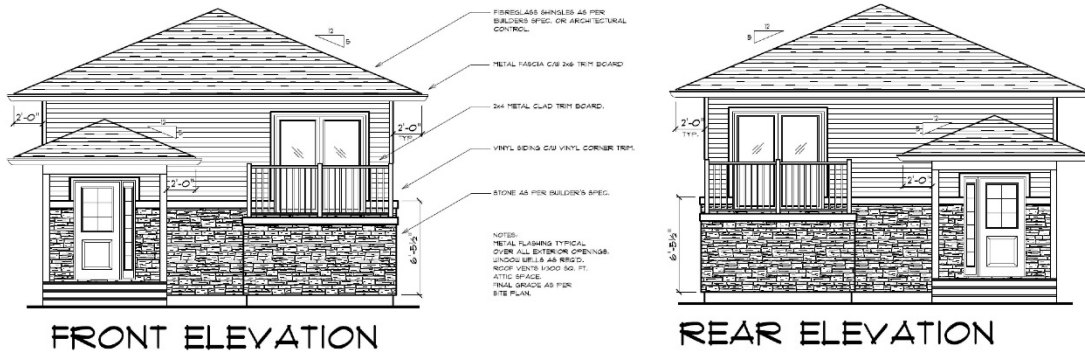 FIBREGLASS SHINGLES AS PER
BUILDERS SPEC. OR ARCHITECTURAL
CONTROL.
12
5
METAL FASCIA C/W 2x6 TRIM BOARD
2x4 METAL CLAD TRIM BOARD.
2'-0"
12
5
2'-0"
TYP.
VINYL SIDING C/W VINYL CORNER TRIM.
2'-0"
STONE AS PER BUILDER'S SPEC.
6'-5½"
NOTES:
METAL FLASHING TYPICAL
OVER ALL EXTERIOR OPENINGS.
WINDOW WELLS AS REQ'D.
ROOF VENTS 1/300 SQ. FT.
ATTIC SPACE.
FINAL GRADE AS PER
SITE PLAN.
FRONT ELEVATION
12
5
2'-0"
TYP.
12
5
2'-0"
6'-5½"
REAR ELEVATION